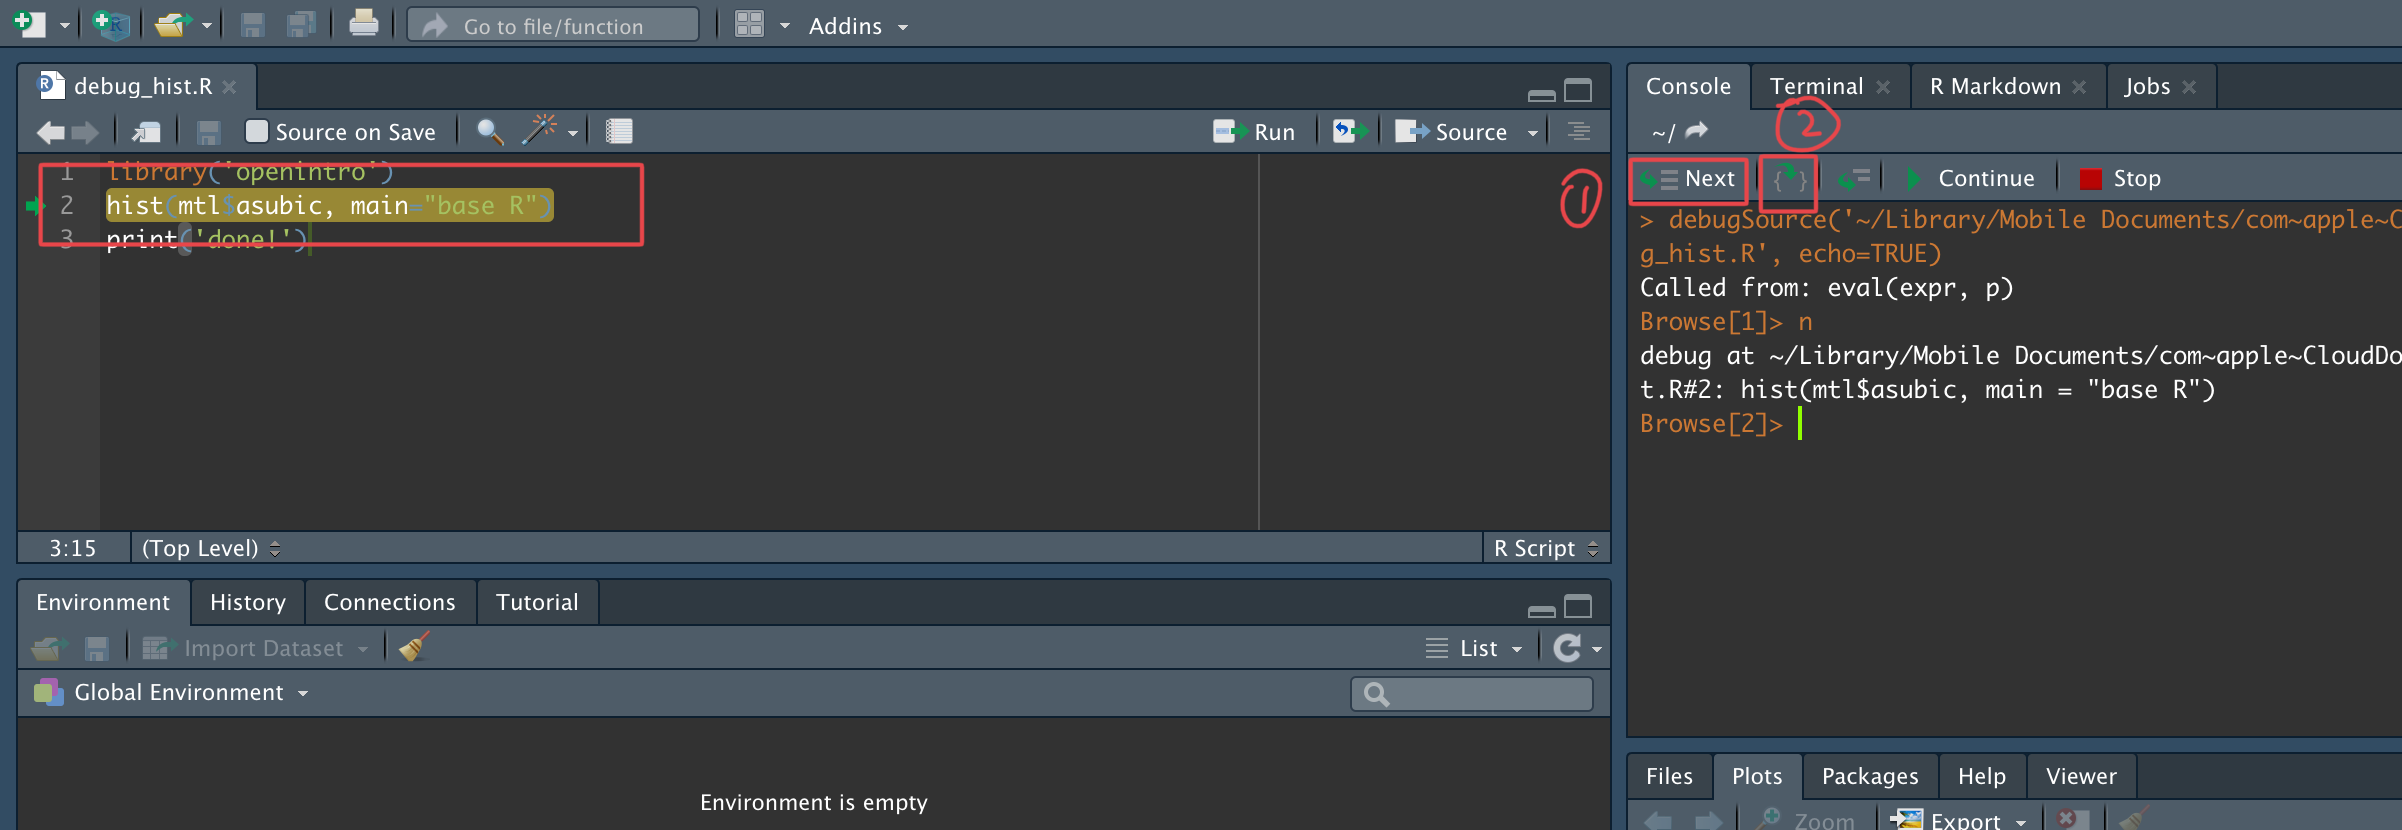 Go to file/function
Addins
debug_hist.R
Source on Save
Run
Source
1 library('openintro')
2 hist(mtl$asubic, main="base R")
3 print('done!')
3:15
(Top Level)
R Script
Environment
History
Connections
Tutorial
Import Dataset
List
Global Environment
Environment is empty
1
Console
Terminal
R Markdown
Jobs
~/
2
Next
Continue
Stop
> debugSource('~/Library/Mobile Documents/com~apple~C
g_hist.R', echo=TRUE)
Called from: eval(expr, p)
Browse[1]> n
debug at ~/Library/Mobile Documents/com~apple~CloudDo
t.R#2: hist(mtl$asubic, main = "base R")
Browse[2]>
Files
Plots
Packages
Help
Viewer
Zoom
Export